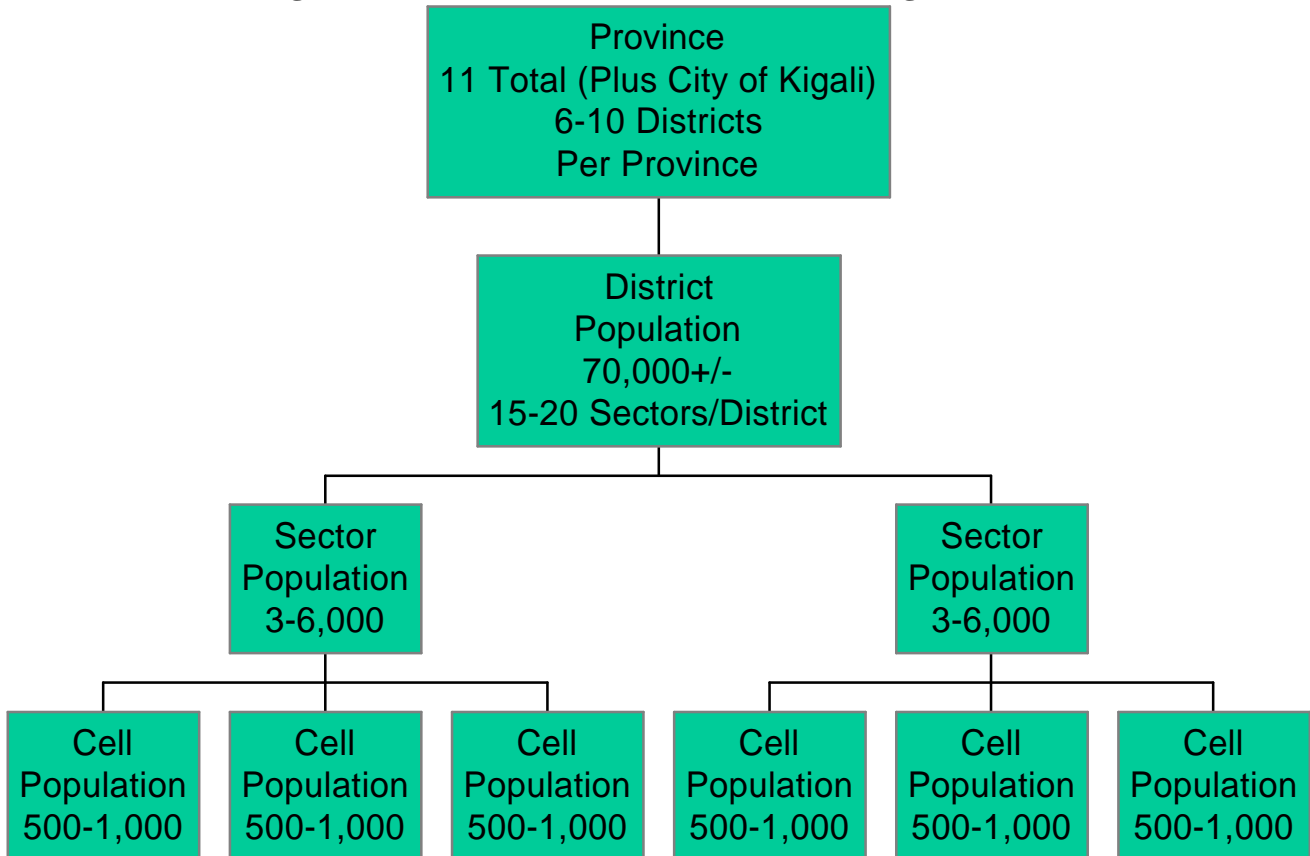 Province
11 Total (Plus City of Kigali)
6-10 Districts
Per Province
District
Population
70,000+/-
15-20 Sectors/District
Sector
Population
3-6,000
Sector
Population
3-6,000
Cell
Population
500-1,000
Cell
Population
500-1,000
Cell
Population
500-1,000
Cell
Population
500-1,000
Cell
Population
500-1,000
Cell
Population
500-1,000